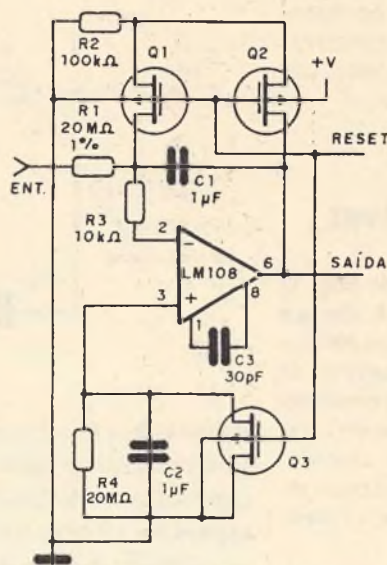 R2
100kΩ
Q1
Q2
+V
R1
20MΩ
1%
RESET
ENT.
C1
1µF
R3
10kΩ
2
-
LM108
6
SAÍDA
3
+
8
1
C3
30pF
R4
20MΩ
C2
1µF
Q3